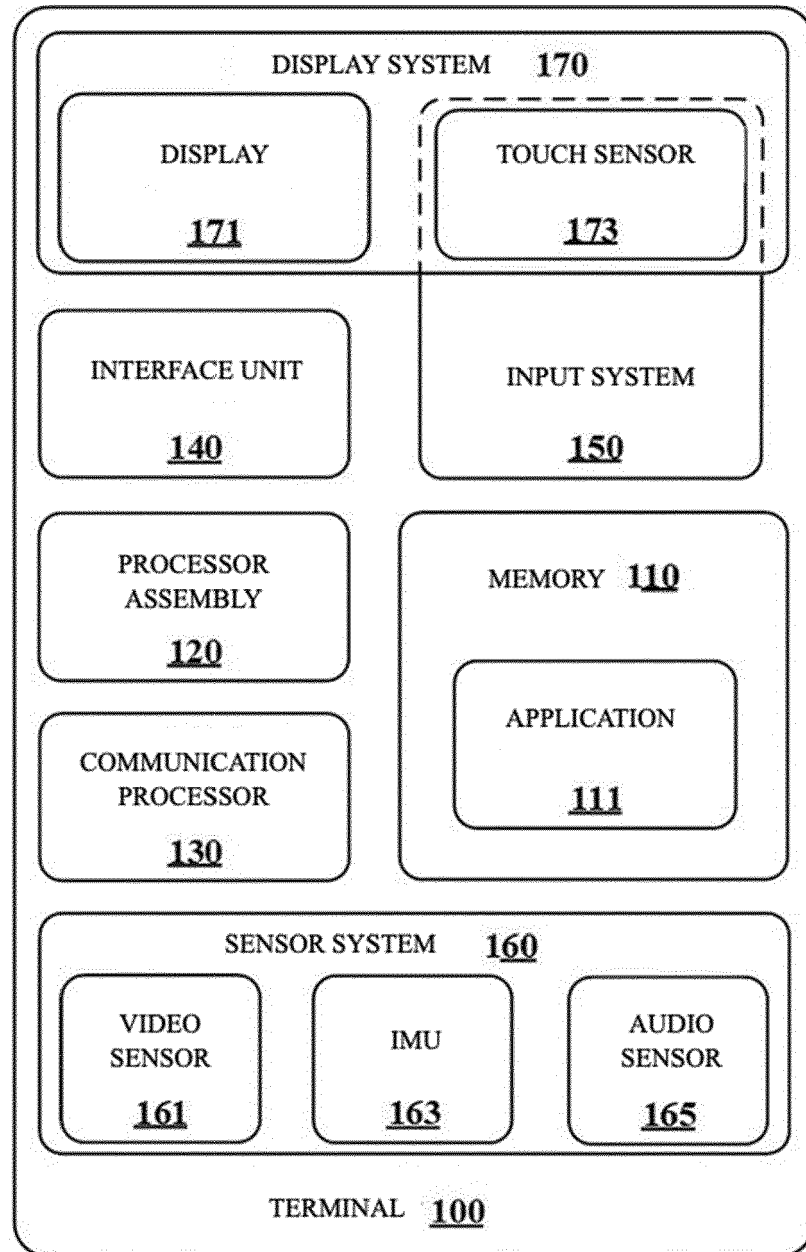 DISPLAY SYSTEM 170
DISPLAY
171
TOUCH SENSOR
173
INTERFACE UNIT
140
INPUT SYSTEM
150
PROCESSOR
ASSEMBLY
120
MEMORY 110
APPLICATION
111
COMMUNICATION
PROCESSOR
130
SENSOR SYSTEM 160
VIDEO
SENSOR
161
IMU
163
AUDIO
SENSOR
165
TERMINAL 100